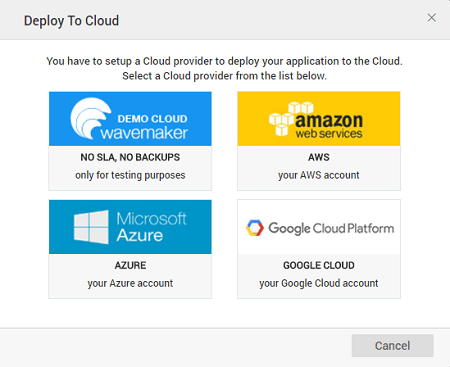 Deploy To Cloud
You have to setup a Cloud provider to deploy your application to the Cloud.
Select a Cloud provider from the list below.
DEMO CLOUD
wavemaker
NO SLA, NO BACKUPS
only for testing purposes
amazon
web services
AWS
your AWS account
Microsoft
Azure
AZURE
your Azure account
Google Cloud Platform
GOOGLE CLOUD
your Google Cloud account
Cancel